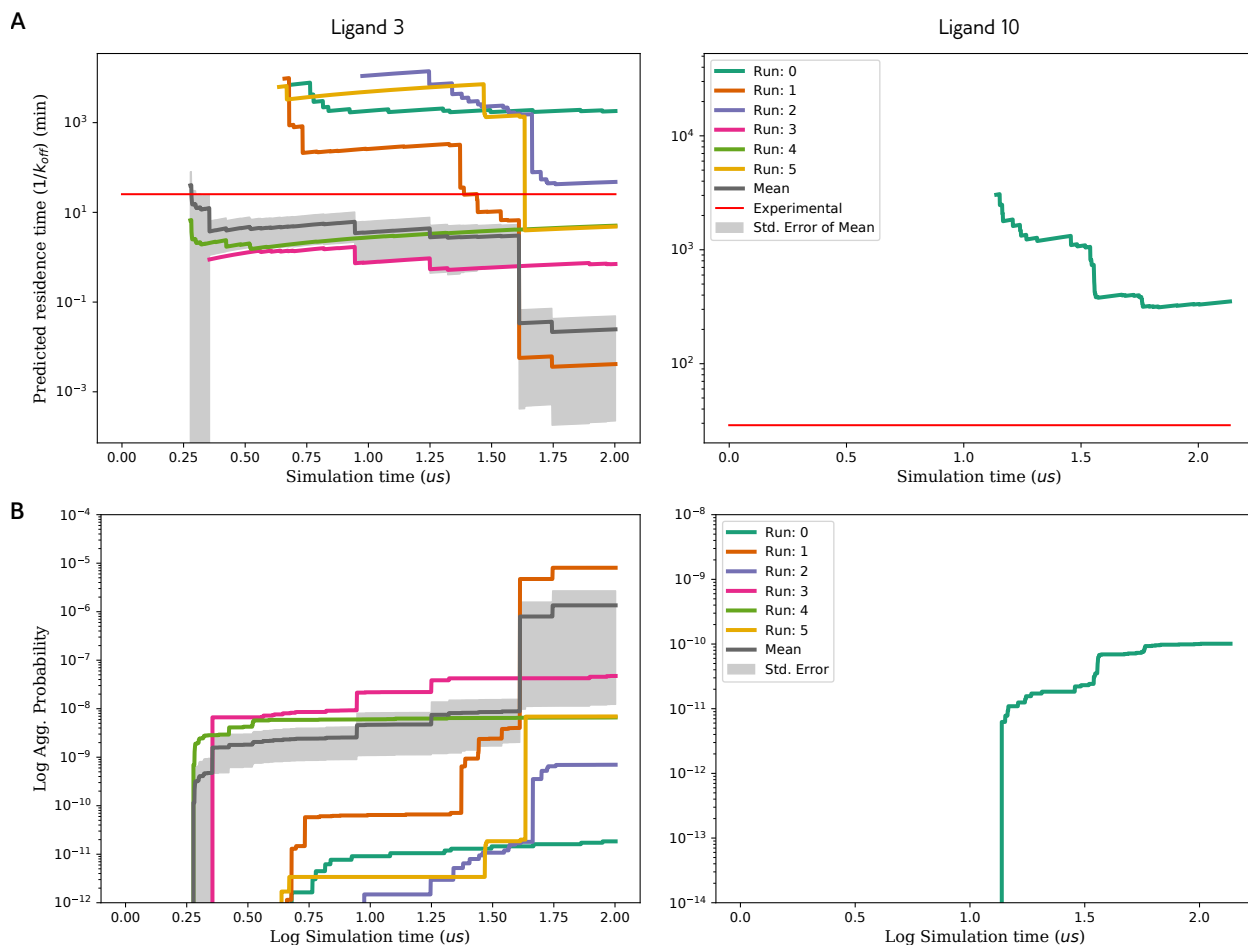 A
Ligand 3
Ligand 10
Predicted residence time (1/k_off) (min)
10^3
10^1
10^-1
10^-3
0.00 0.25 0.50 0.75 1.00 1.25 1.50 1.75 2.00
Simulation time (us)
10^4
10^3
10^2
Run: 0
Run: 1
Run: 2
Run: 3
Run: 4
Run: 5
Mean
Experimental
Std. Error of Mean
0.0 0.5 1.0 1.5 2.0
Simulation time (us)
B
Log Agg. Probability
10^-4
10^-5
10^-6
10^-7
10^-8
10^-9
10^-10
10^-11
10^-12
0.00 0.25 0.50 0.75 1.00 1.25 1.50 1.75 2.00
Log Simulation time (us)
10^-8
10^-9
10^-10
10^-11
10^-12
10^-13
10^-14
Run: 0
Run: 1
Run: 2
Run: 3
Run: 4
Run: 5
Mean
Std. Error
0.0 0.5 1.0 1.5 2.0
Log Simulation time (us)